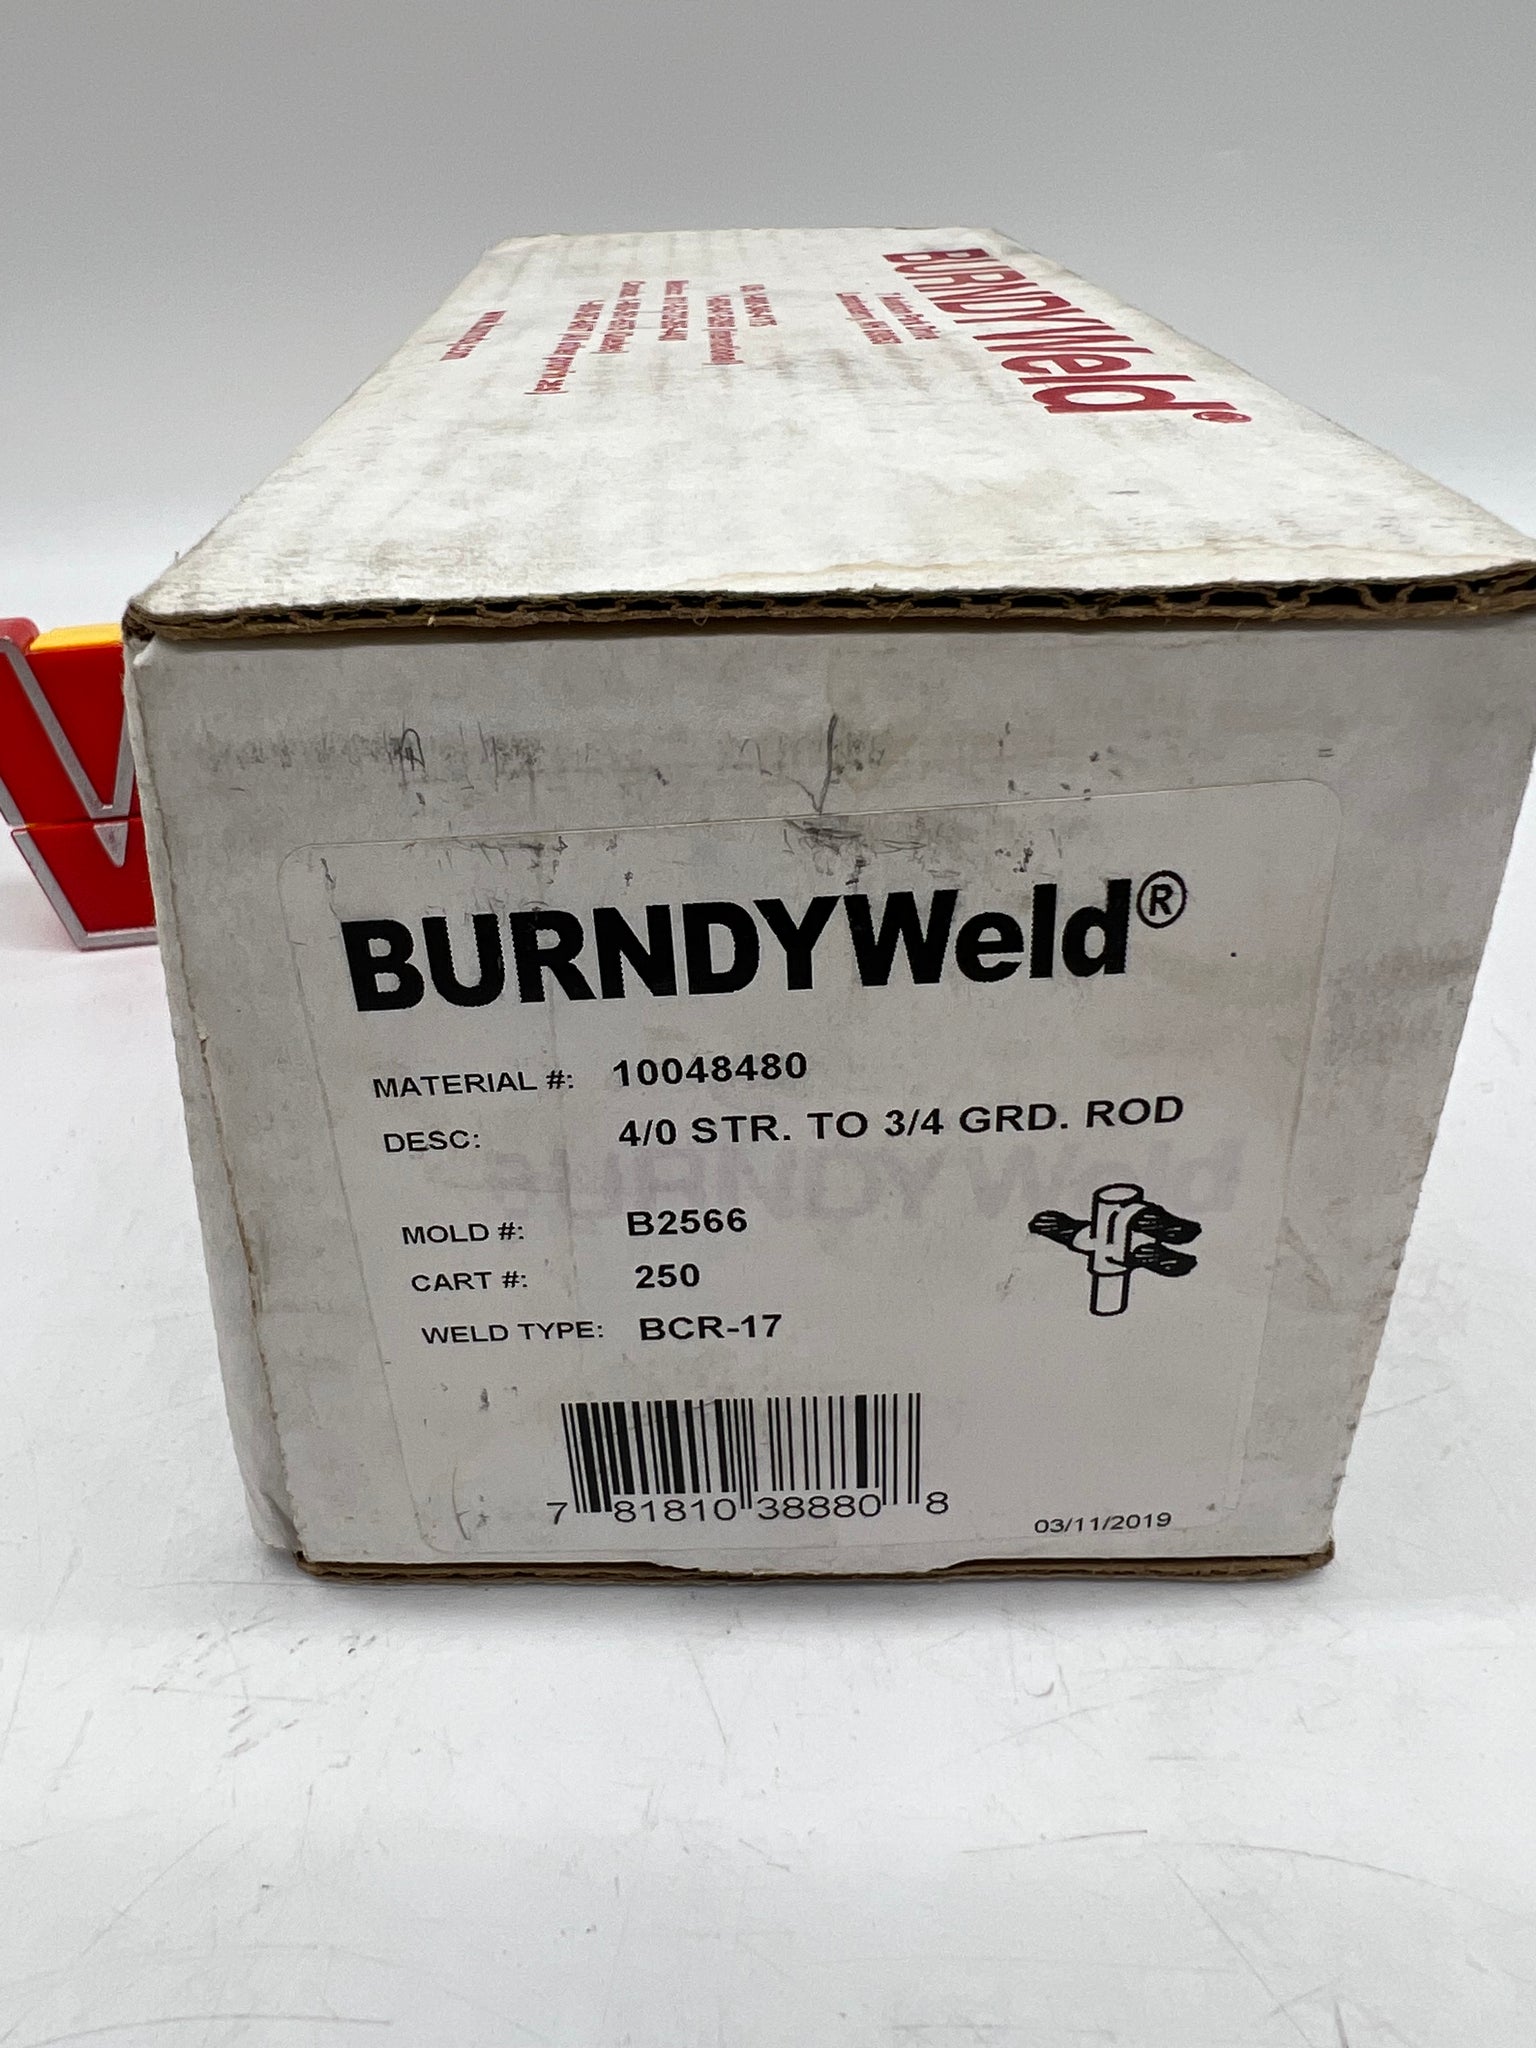 BURNDYWeld®
BURNDYWeld®
MATERIAL #: 10048480
DESC: 4/0 STR. TO 3/4 GRD. ROD
MOLD #: B2566
CART #: 250
WELD TYPE: BCR-17
7 81810 38880 8
03/11/2019